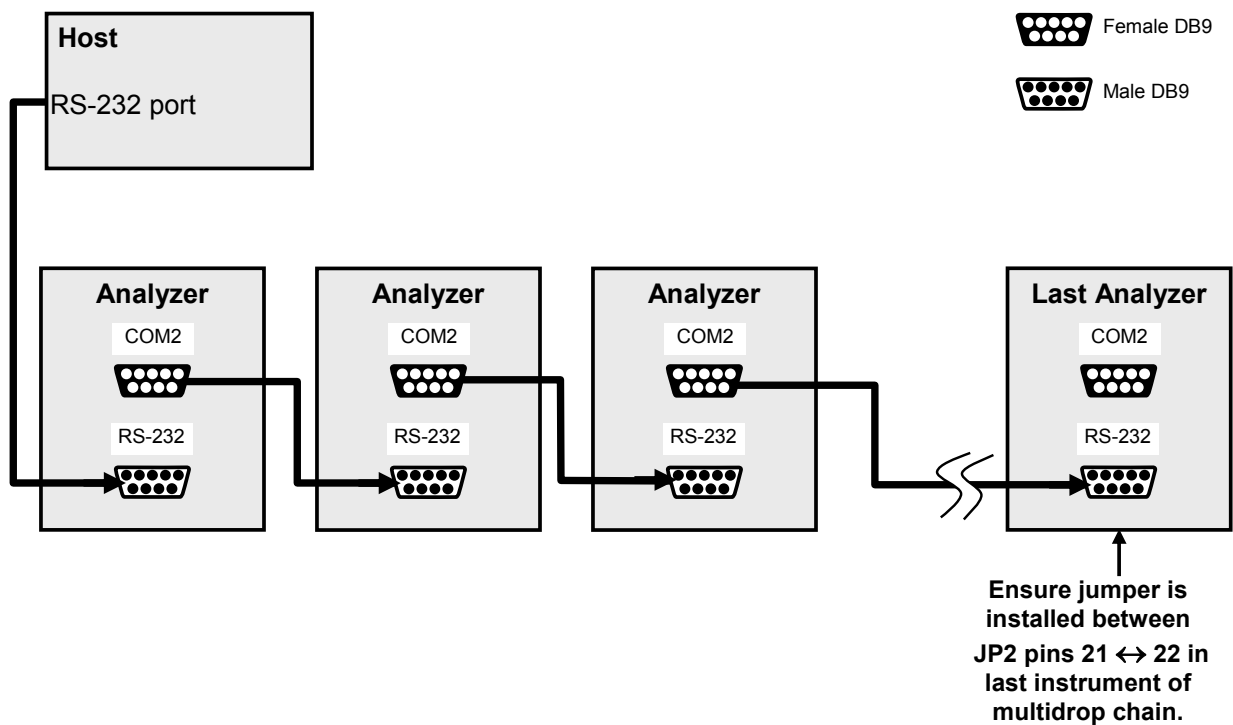 Host
RS-232 port
Female DB9
Male DB9
Analyzer
COM2
RS-232
Analyzer
COM2
RS-232
Analyzer
COM2
RS-232
Last Analyzer
COM2
RS-232
Ensure jumper is
installed between
JP2 pins 21 ↔ 22 in
last instrument of
multidrop chain.